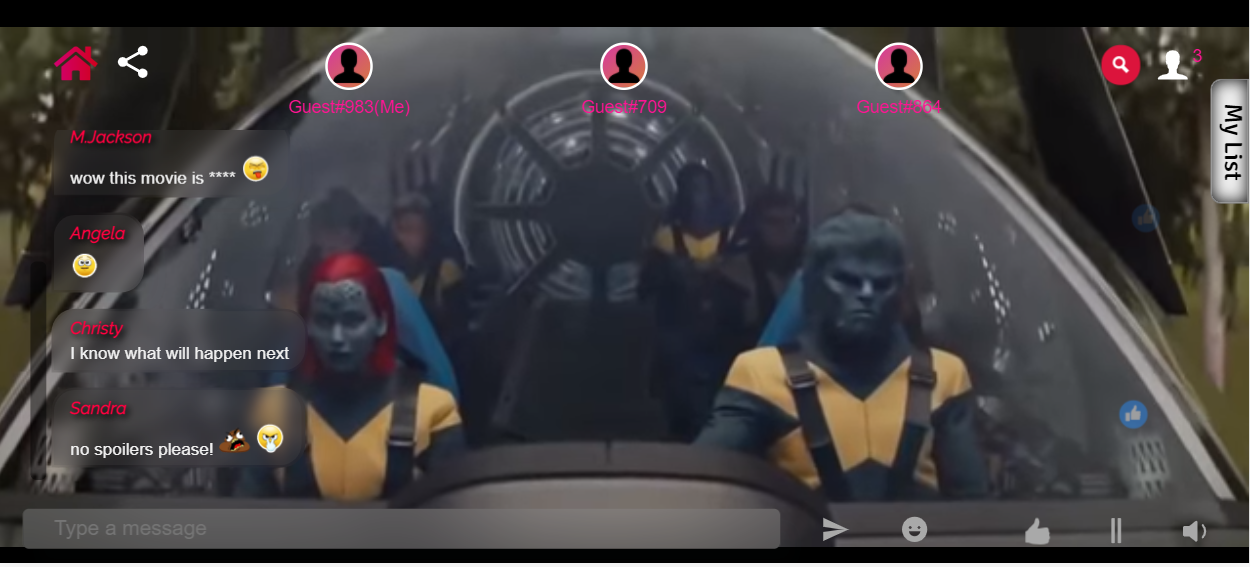 Guest#983(Me)
Guest#709
Guest#864
3
My List
M.Jackson
wow this movie is ****
Angela
Christy
I know what will happen next
Sandra
no spoilers please!
Type a message